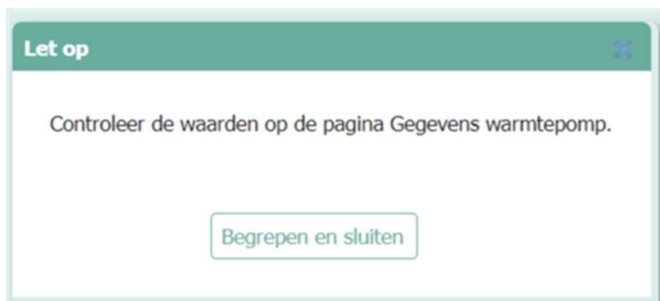 Let op
Controleer de waarden op de pagina Gegevens warmtepomp.
Begrepen en sluiten